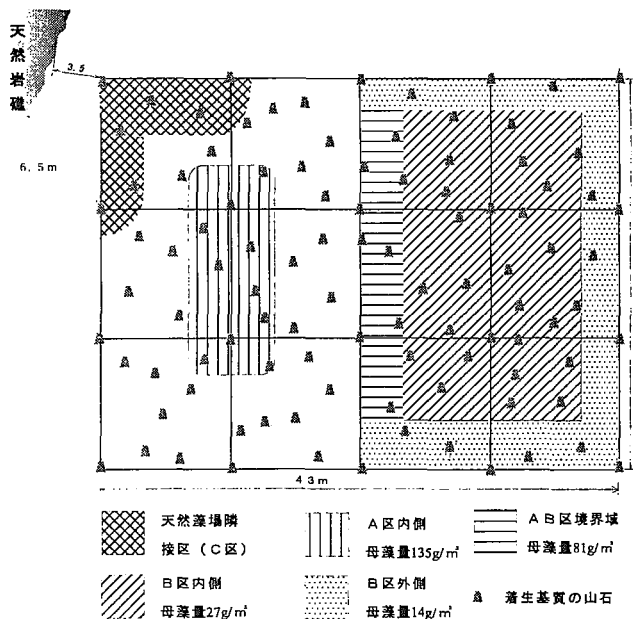 天然岩礁
3.5
6.5m
43m
天然藻場隣
接区（C区）
A区内側
母藻量135g/㎡
AB区境界域
母藻量81g/㎡
B区内側
母藻量27g/㎡
B区外側
母藻量14g/㎡
着生基質の山石